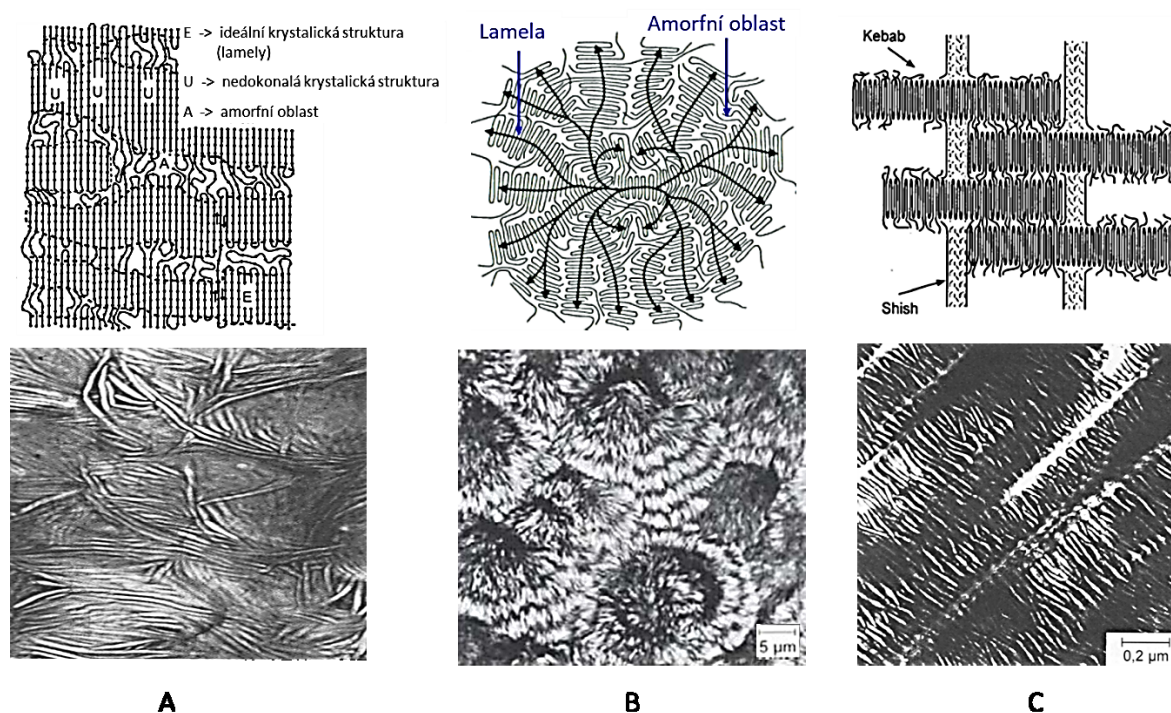 E -> ideální krystalická struktura
(lamely)
U -> nedokonalá krystalická struktura
A -> amorfní oblast
U
U
U
A
E
Lamela
Amorfní oblast
Kebab
Shish
5 µm
0,2 µm
A
B
C